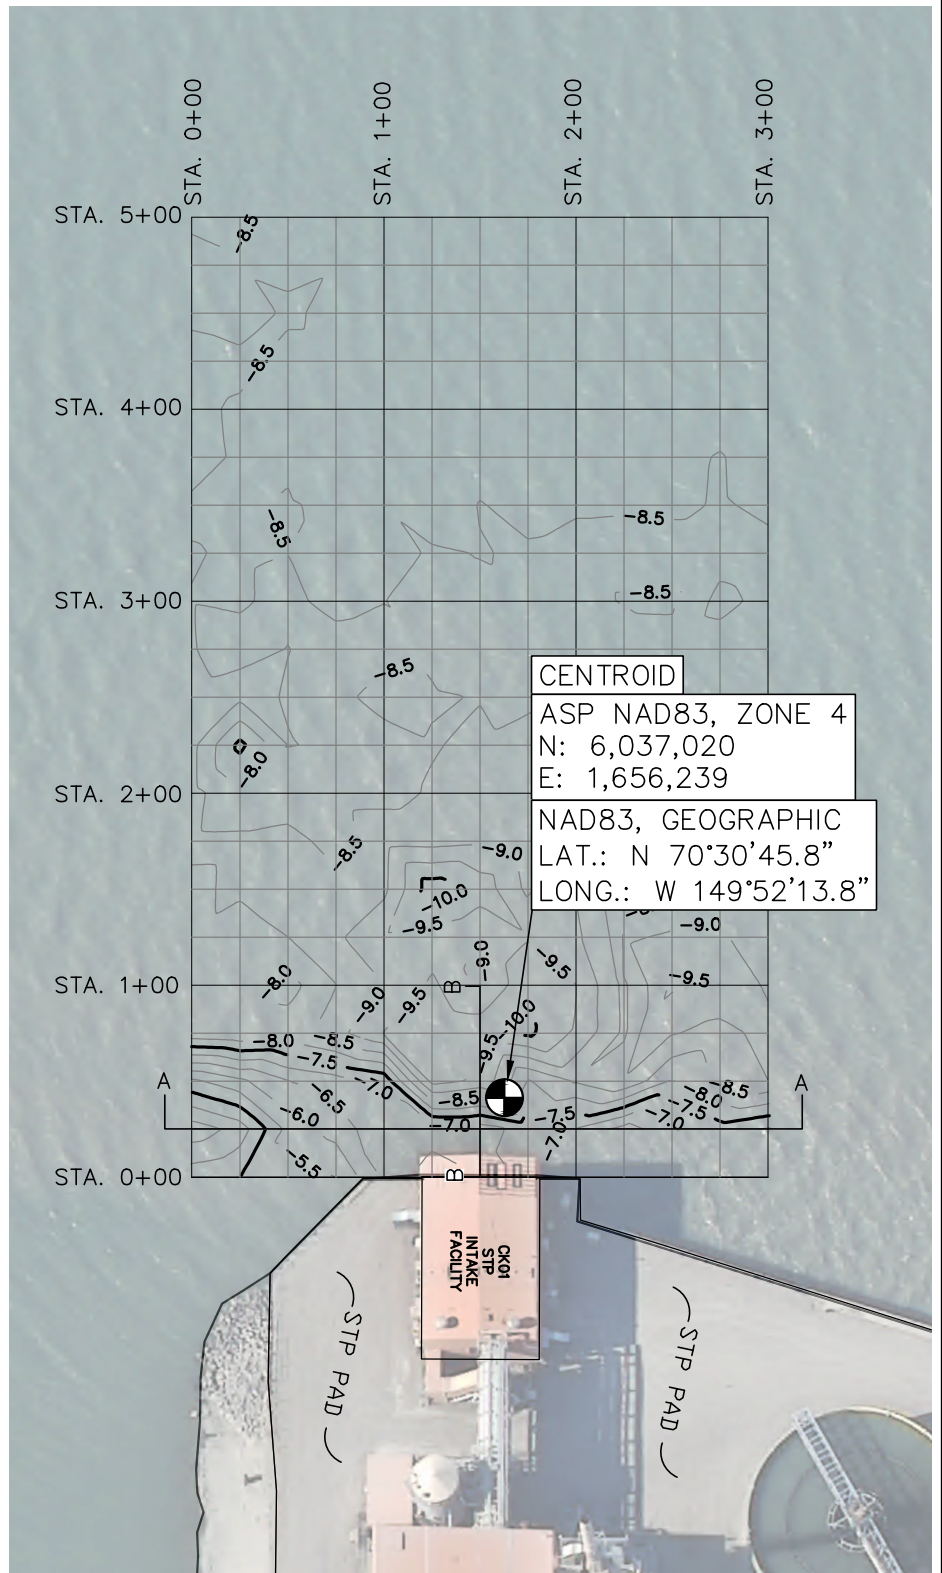 STA. 0+00
STA. 1+00
STA. 2+00
STA. 3+00
STA. 5+00
-8.5
-8.5
STA. 4+00
-8.5
-8.5
STA. 3+00
-8.5
-8.5
CENTROID
ASP NAD83, ZONE 4
N: 6,037,020
E: 1,656,239
-8.0
STA. 2+00
NAD83, GEOGRAPHIC
LAT.: N 70°30'45.8"
LONG.: W 149°52'13.8"
-8.5
-9.0
-10.0
-9.5
-9.0
-9.0
-9.5
-9.5
STA. 1+00
-8.0
-9.0
-9.5
B
-10.0
-9.5
-8.0
-8.5
-7.5
-7.0
-8.5
-8.0
-8.5
A
A
-6.5
-6.0
-8.5
-7.0
-7.5
-7.0
-7.5
-7.0
-5.5
STA. 0+00
B
CK01
STP
INTAKE
FACILITY
STP PAD
STP PAD